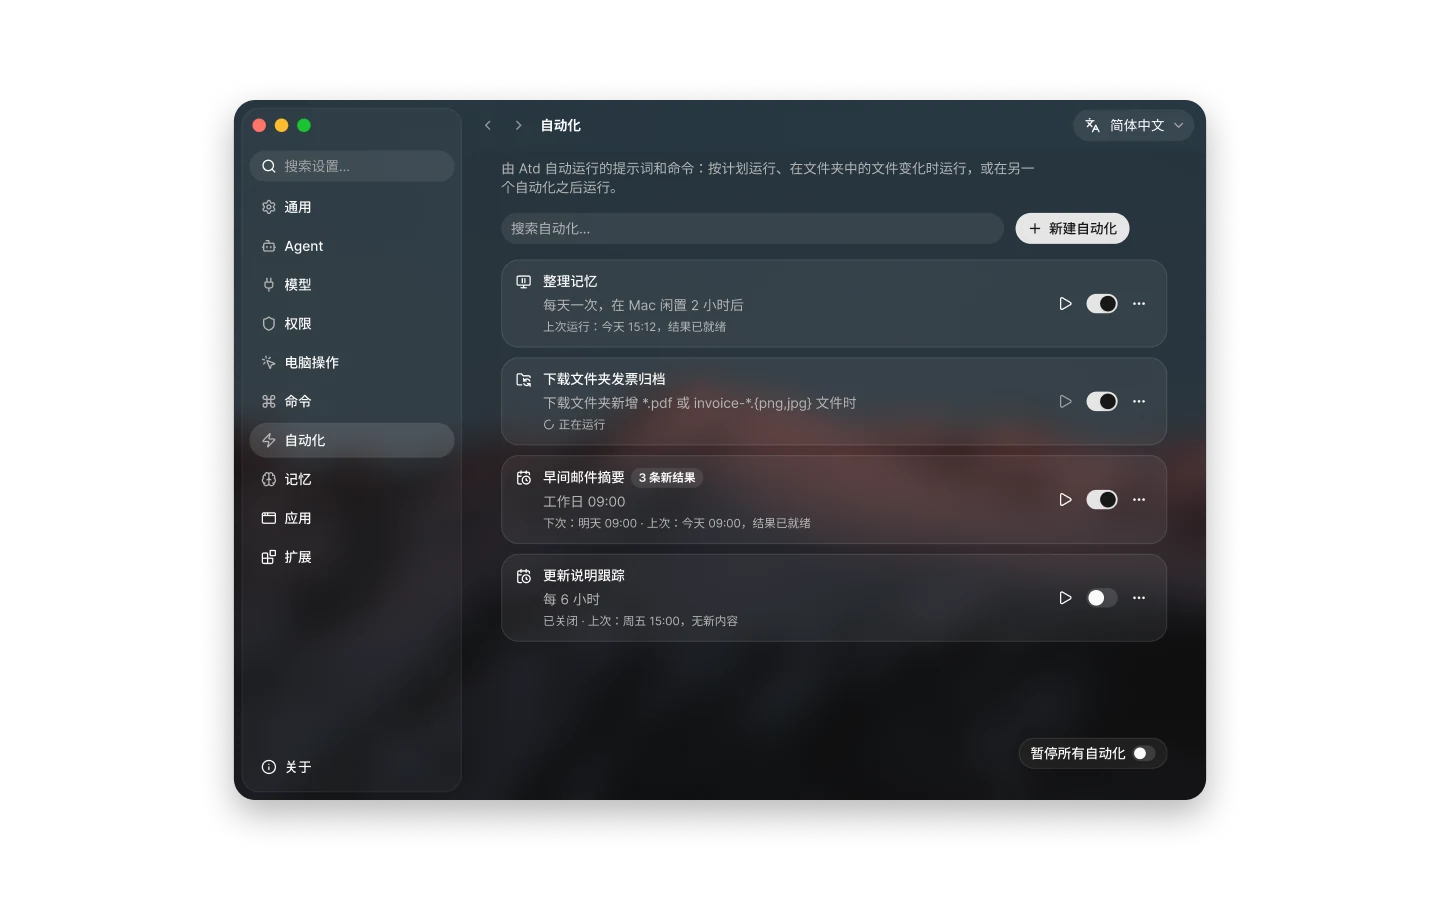 自动化
简体中文
搜索设置...
通用
Agent
模型
权限
电脑操作
命令
自动化
记忆
应用
扩展
关于
由 Atd 自动运行的提示词和命令：按计划运行、在文件夹中的文件变化时运行，或在另一
个自动化之后运行。
搜索自动化...
新建自动化
整理记忆
每天一次，在 Mac 闲置 2 小时后
上次运行：今天 15:12，结果已就绪
下载文件夹发票归档
下载文件夹新增 *.pdf 或 invoice-*.{png,jpg} 文件时
正在运行
早间邮件摘要 3 条新结果
工作日 09:00
下次：明天 09:00 · 上次：今天 09:00，结果已就绪
更新说明跟踪
每 6 小时
已关闭 · 上次：周五 15:00，无新内容
暂停所有自动化